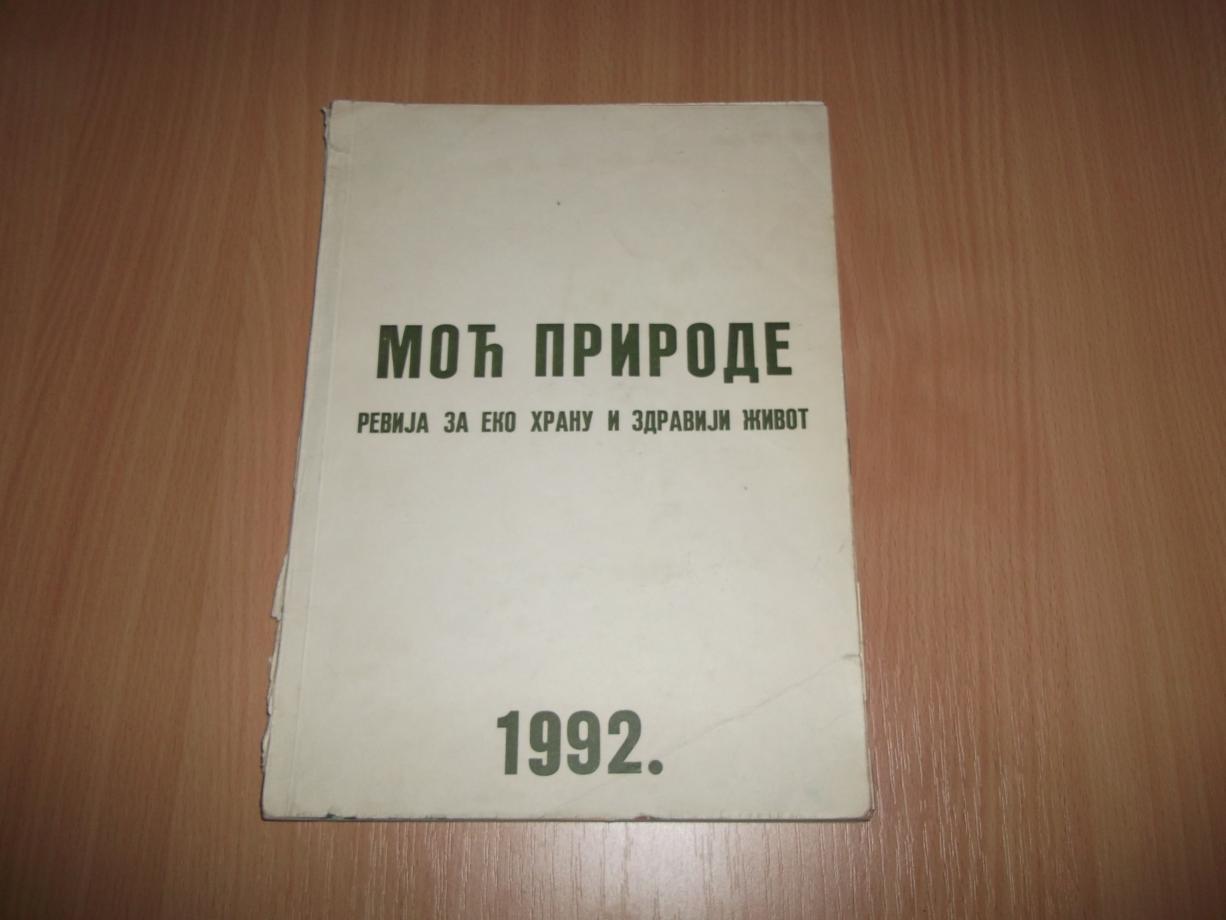 МОЋ ПРИРОДЕ
РЕВИЈА ЗА ЕКО ХРАНУ И ЗДРАВИЈИ ЖИВОТ
1992.